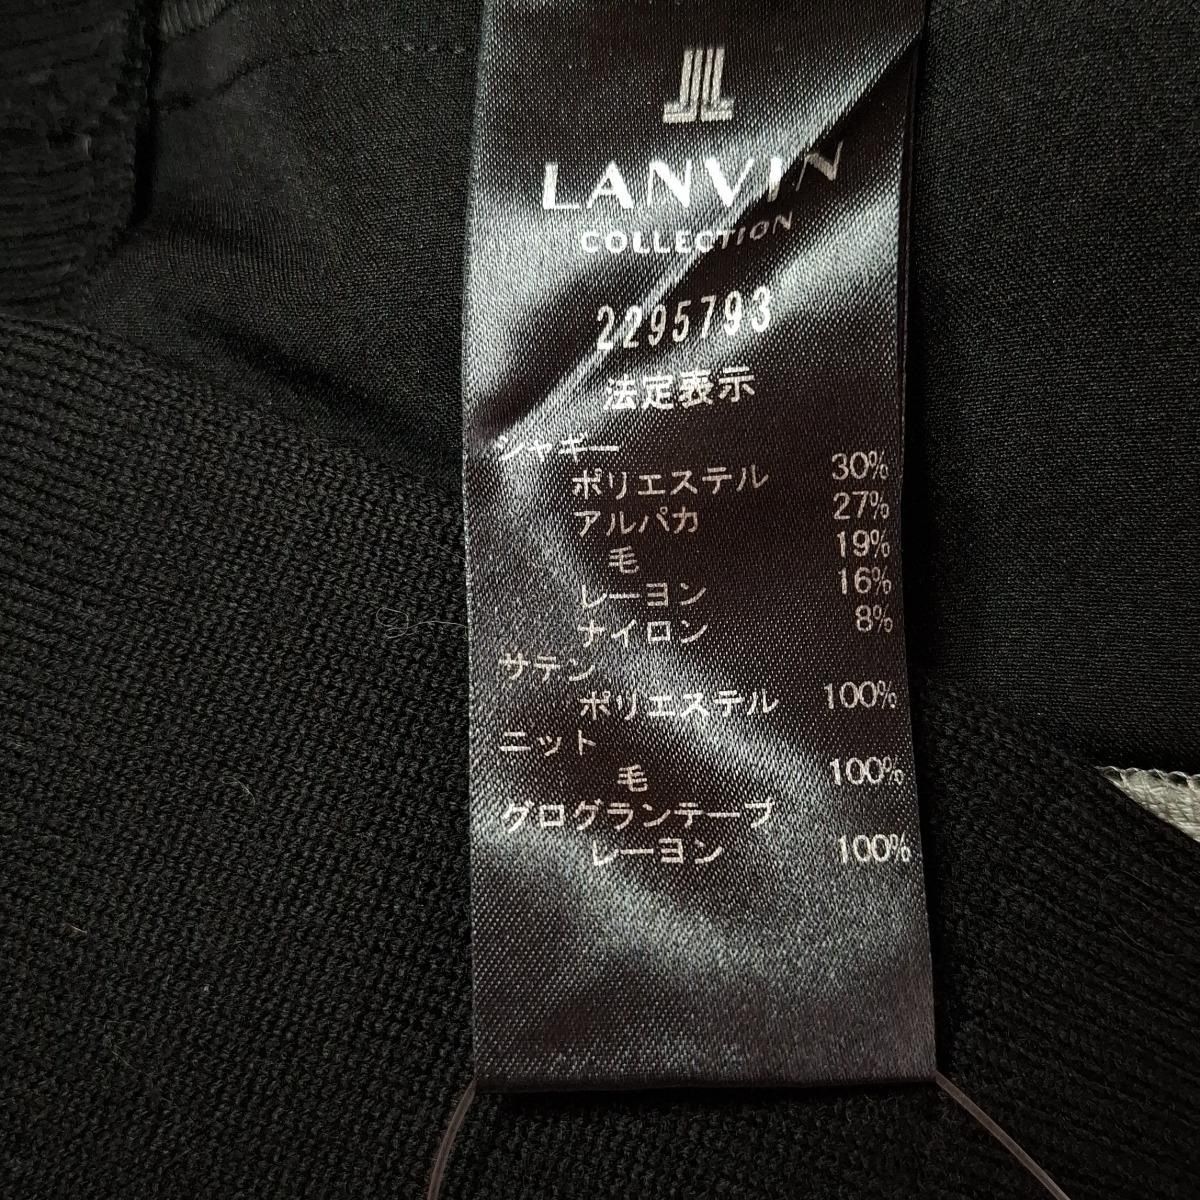 LANVIN
COLLECTION
2295793
法定表示
シャギー
ポリエステル 30%
アルパカ 27%
毛 19%
レーヨン 16%
ナイロン 8%
サテン
ポリエステル 100%
ニット
毛 100%
グログランテープ
レーヨン 100%